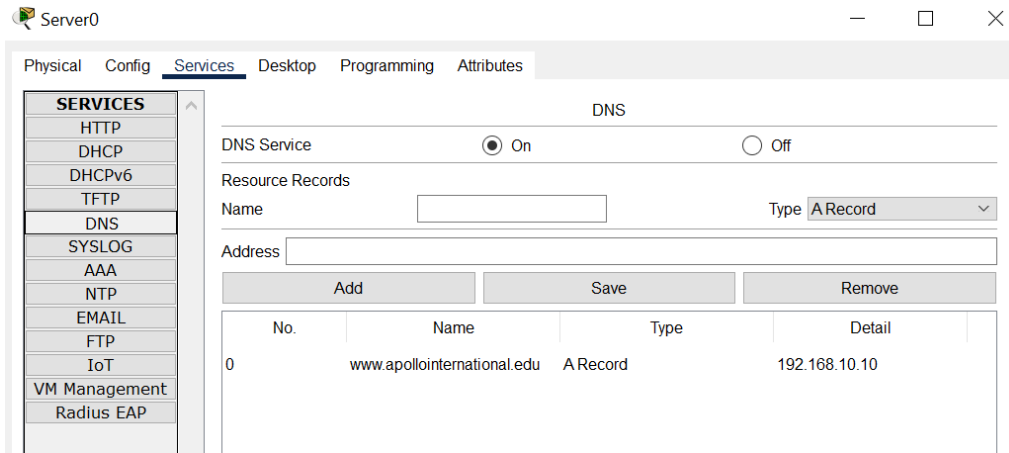 Server0
Physical Config Services Desktop Programming Attributes
SERVICES
HTTP
DHCP
DHCPv6
TFTP
DNS
SYSLOG
AAA
NTP
EMAIL
FTP
IoT
VM Management
Radius EAP
DNS
DNS Service On Off
Resource Records
Name Type A Record
Address
Add Save Remove
No. Name Type Detail
0 www.apollointernational.edu A Record 192.168.10.10